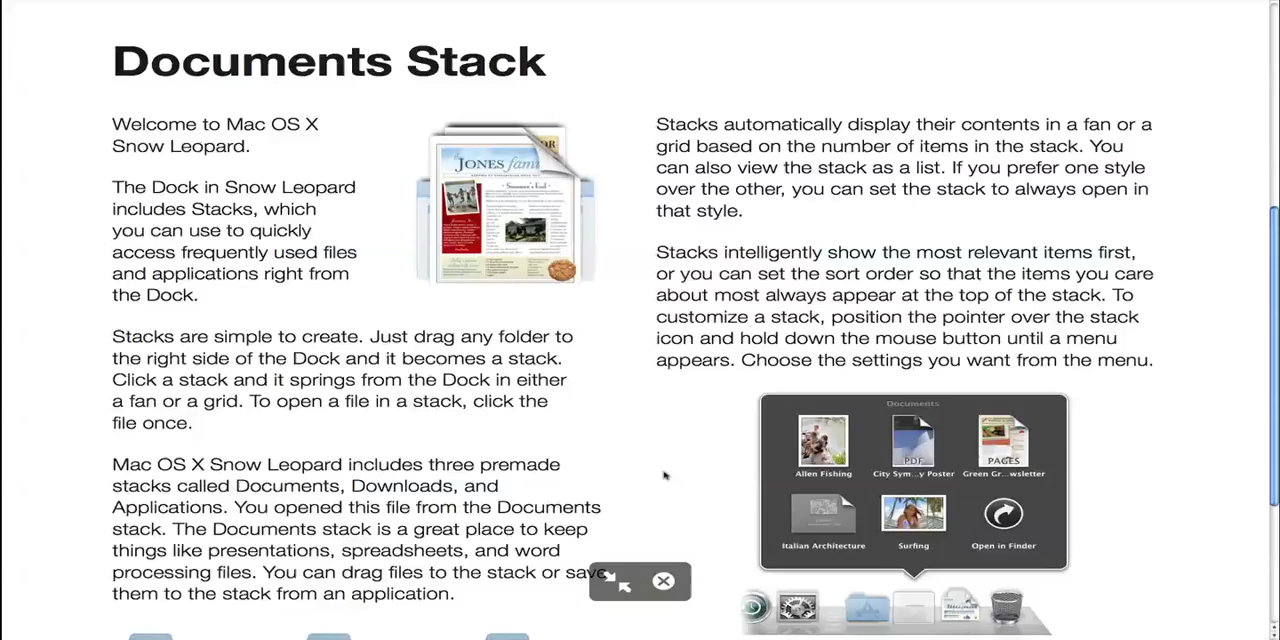 Documents Stack
Welcome to Mac OS X
Snow Leopard.
The Dock in Snow Leopard
includes Stacks, which
you can use to quickly
access frequently used files
and applications right from
the Dock.
Stacks are simple to create. Just drag any folder to
the right side of the Dock and it becomes a stack.
Click a stack and it springs from the Dock in either
a fan or a grid. To open a file in a stack, click the
file once.
Mac OS X Snow Leopard includes three premade
stacks called Documents, Downloads, and
Applications. You opened this file from the Documents
stack. The Documents stack is a great place to keep
things like presentations, spreadsheets, and word
processing files. You can drag files to the stack or save
them to the stack from an application.
JONES fami
Stacks automatically display their contents in a fan or a
grid based on the number of items in the stack. You
can also view the stack as a list. If you prefer one style
over the other, you can set the stack to always open in
that style.
Stacks intelligently show the most relevant items first,
or you can set the sort order so that the items you care
about most always appear at the top of the stack. To
customize a stack, position the pointer over the stack
icon and hold down the mouse button until a menu
appears. Choose the settings you want from the menu.
Documents
PDF
PAGES
Allen Fishing
City Sym...y Poster
Green Gr...wsletter
Italian Architecture
Surfing
Open in Finder